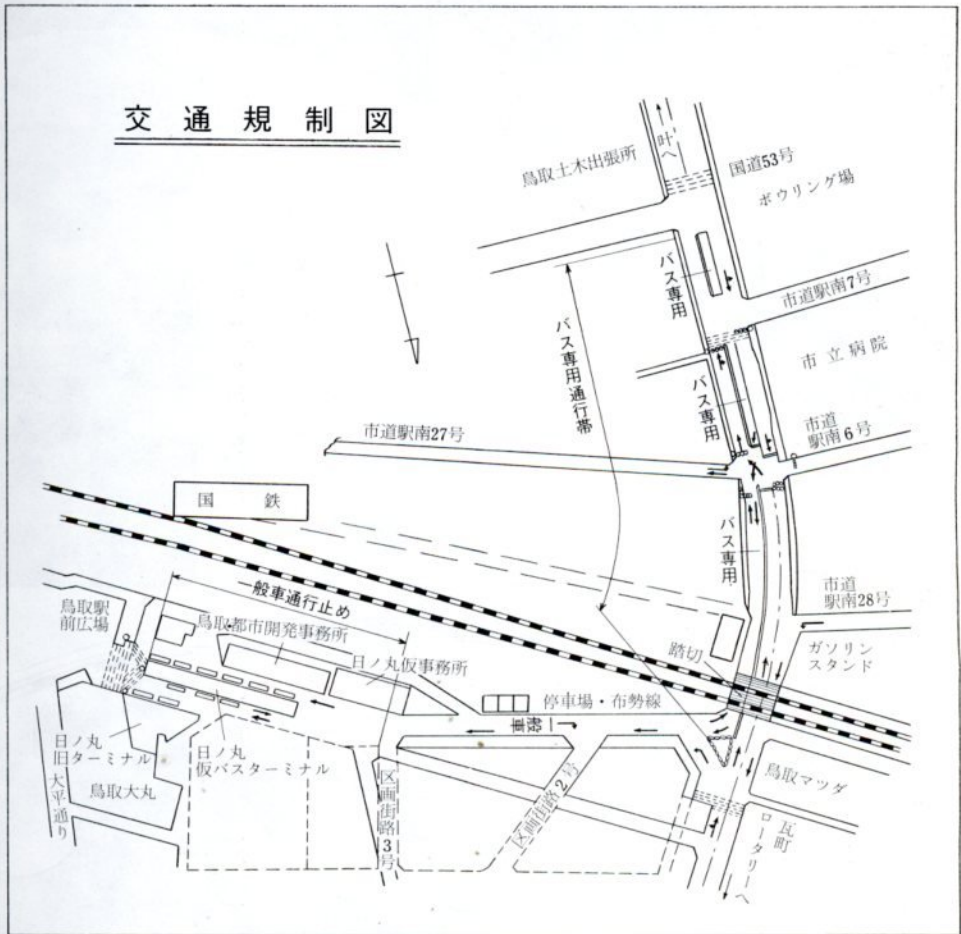 交通規制図
叶へ
鳥取土木出張所
国道53号
ボウリング場
バス専用
市道駅南7号
バス専用通行帯
市立病院
バス専用
市道
駅南6号
市道駅南27号
国鉄
バス専用
一般車通行止め
市道
駅南28号
鳥取駅
前広場
鳥取都市開発事務所
ガソリン
スタンド
踏切
日ノ丸仮事務所
停車場・布勢線
一般車
日ノ丸
旧ターミナル
日ノ丸
仮バスターミナル
鳥取マツダ
鳥取大丸
太平通り
区画街路3号
区画街路2号
瓦町
ロータリーへ